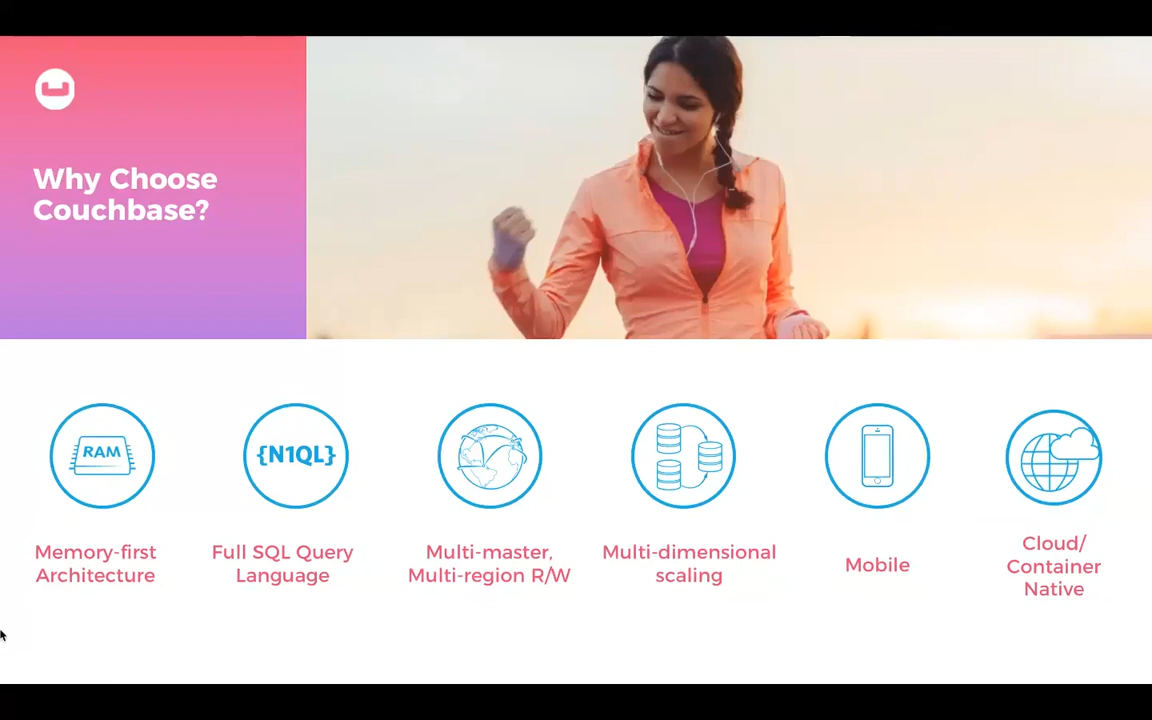 Why Choose
Couchbase?
RAM
{N1QL}
Memory-first
Architecture
Full SQL Query
Language
Multi-master,
Multi-region R/W
Multi-dimensional
scaling
Mobile
Cloud/
Container
Native